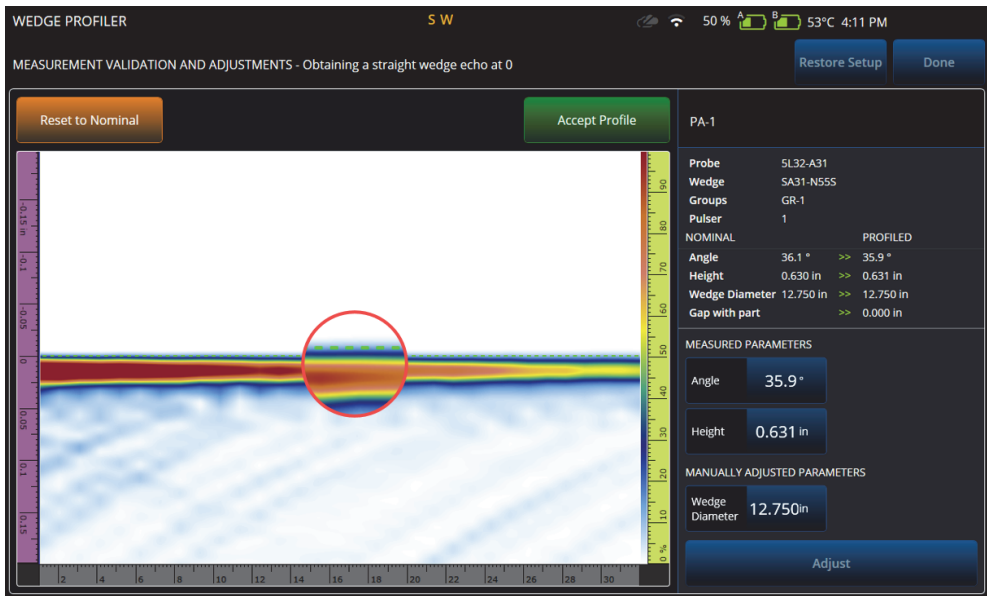 WEDGE PROFILER
S W
50 % A B 53°C 4:11 PM
MEASUREMENT VALIDATION AND ADJUSTMENTS - Obtaining a straight wedge echo at 0
Restore Setup
Done
Reset to Nominal
Accept Profile
-0.15 in
-0.1
-0.05
0
0.05
0.1
0.15
90
80
70
60
50
40
30
20
10
0 %
2 4 6 8 10 12 14 16 18 20 22 24 26 28 30
PA-1
Probe 5L32-A31
Wedge SA31-N55S
Groups GR-1
Pulser 1
NOMINAL PROFILED
Angle 36.1 ° >> 35.9 °
Height 0.630 in >> 0.631 in
Wedge Diameter 12.750 in >> 12.750 in
Gap with part >> 0.000 in
MEASURED PARAMETERS
Angle 35.9 °
Height 0.631 in
MANUALLY ADJUSTED PARAMETERS
Wedge
Diameter 12.750in
Adjust